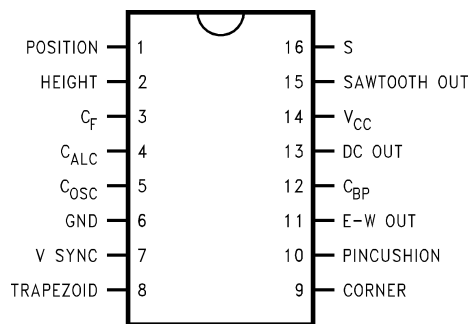 POSITION 1 16 S
HEIGHT 2 15 SAWTOOTH OUT
CF 3 14 VCC
CALC 4 13 DC OUT
COSC 5 12 CBP
GND 6 11 E-W OUT
V SYNC 7 10 PINCUSHION
TRAPEZOID 8 9 CORNER